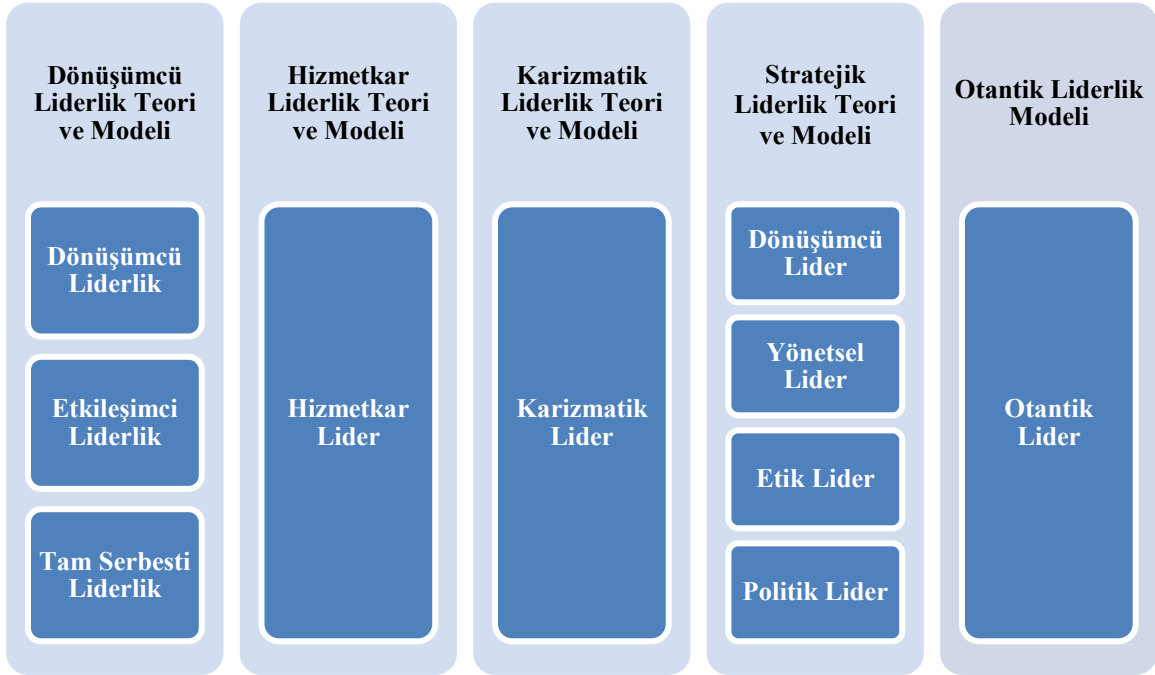 Dönüşümcü
Liderlik Teori
ve Modeli
Dönüşümcü
Liderlik
Etkileşimci
Liderlik
Tam Serbesti
Liderlik
Hizmetkar
Liderlik Teori
ve Modeli
Hizmetkar
Lider
Karizmatik
Liderlik Teori
ve Modeli
Karizmatik
Lider
Stratejik
Liderlik Teori
ve Modeli
Dönüşümcü
Lider
Yönetsel
Lider
Etik Lider
Politik Lider
Otantik Liderlik
Modeli
Otantik
Lider